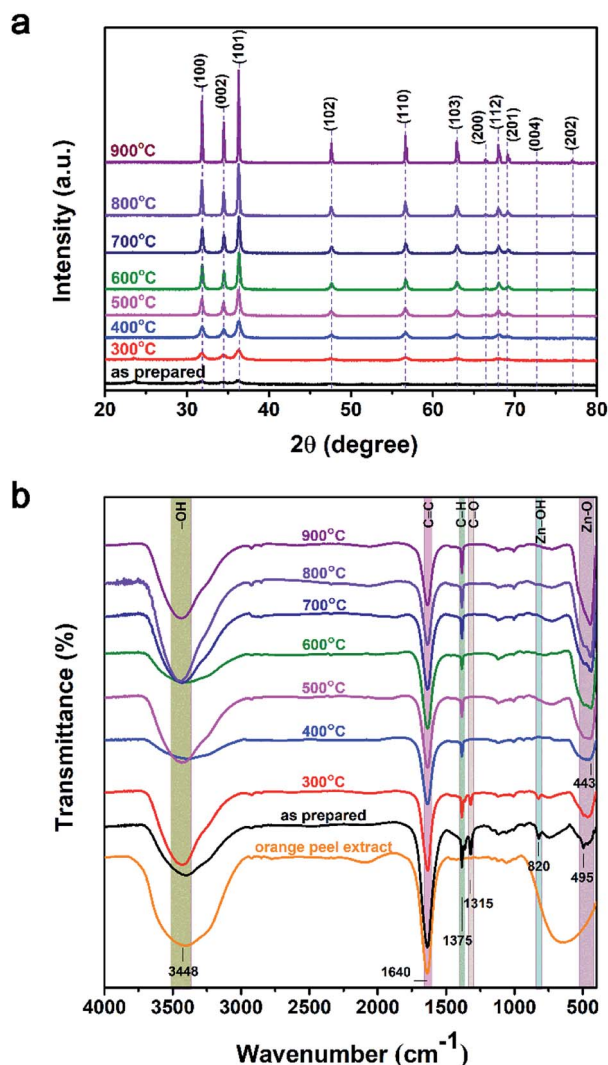 a
(100)
(002)
(101)
(102)
(110)
(103)
(200)
(112)
(201)
(004)
(202)
900°C
800°C
700°C
600°C
500°C
400°C
300°C
as prepared
Intensity (a.u.)
20 30 40 50 60 70 80
2θ (degree)
b
–OH
C=C
C–H
C–O
Zn-OH
Zn-O
900°C
800°C
700°C
600°C
500°C
400°C
300°C
as prepared
orange peel extract
443
495
820
1315
1375
1640
3448
Transmittance (%)
4000 3500 3000 2500 2000 1500 1000 500
Wavenumber (cm⁻¹)